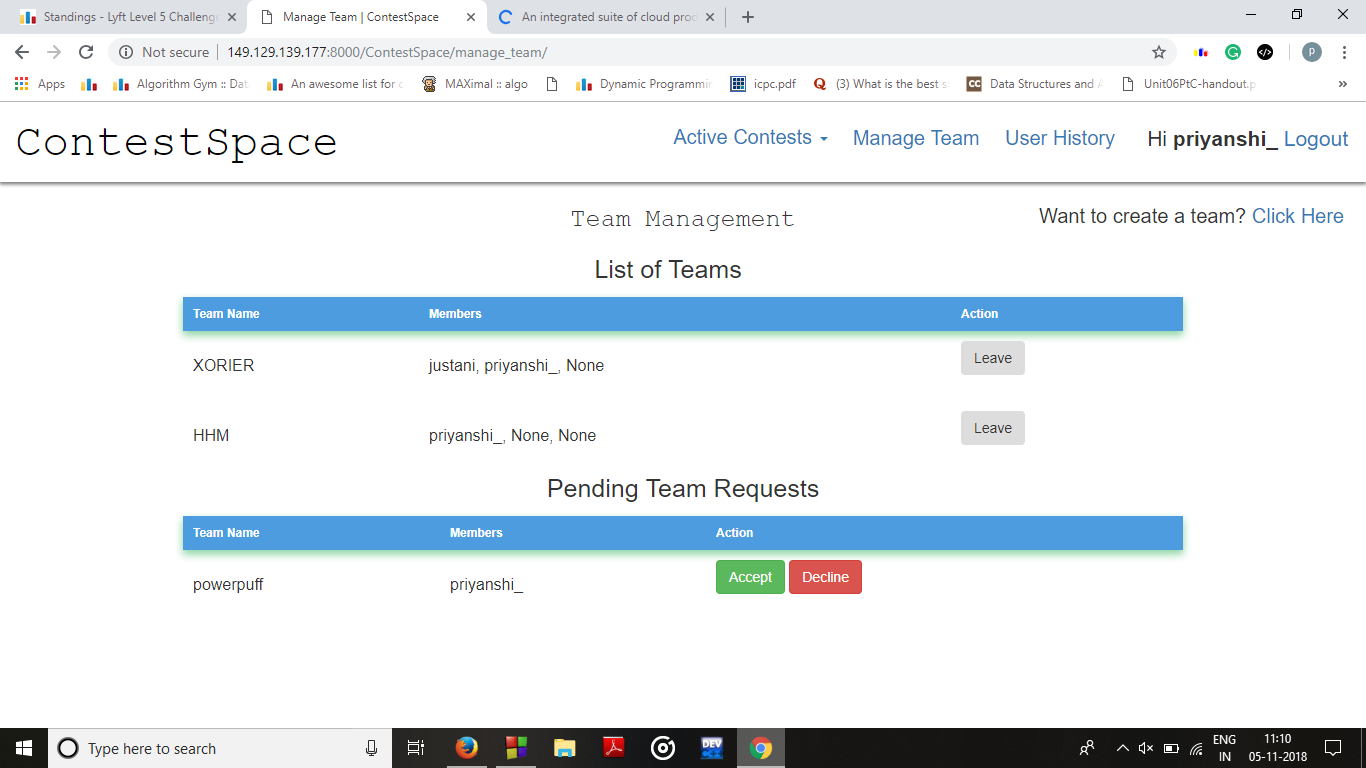 Standings - Lyft Level 5 Challeng
Manage Team | ContestSpace
An integrated suite of cloud proc
Not secure
149.129.139.177:8000/ContestSpace/manage_team/
P
Apps
Algorithm Gym :: Dat
An awesome list for c
MAXimal :: algo
Dynamic Programmin
icpc.pdf
(3) What is the best s
CC
Data Structures and A
Unit06PtC-handout.p
»
ContestSpace
Active Contests
Manage Team
User History
Hi priyanshi_ Logout
Team Management
Want to create a team? Click Here
List of Teams
Team Name Members Action
XORIER justani, priyanshi_, None Leave
HHM priyanshi_, None, None Leave
Pending Team Requests
Team Name Members Action
powerpuff priyanshi_ Accept Decline
Type here to search
DEV
ENG
IN
11:10
05-11-2018